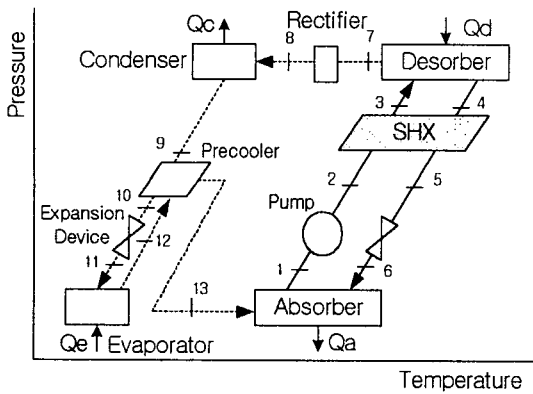 Qc
Rectifier
Qd
Condenser
8
7
Desorber
Pressure
3
4
SHX
9
Precooler
2
5
10
Pump
Expansion
Device
12
11
1
6
13
Absorber
Qe
Evaporator
Qa
Temperature